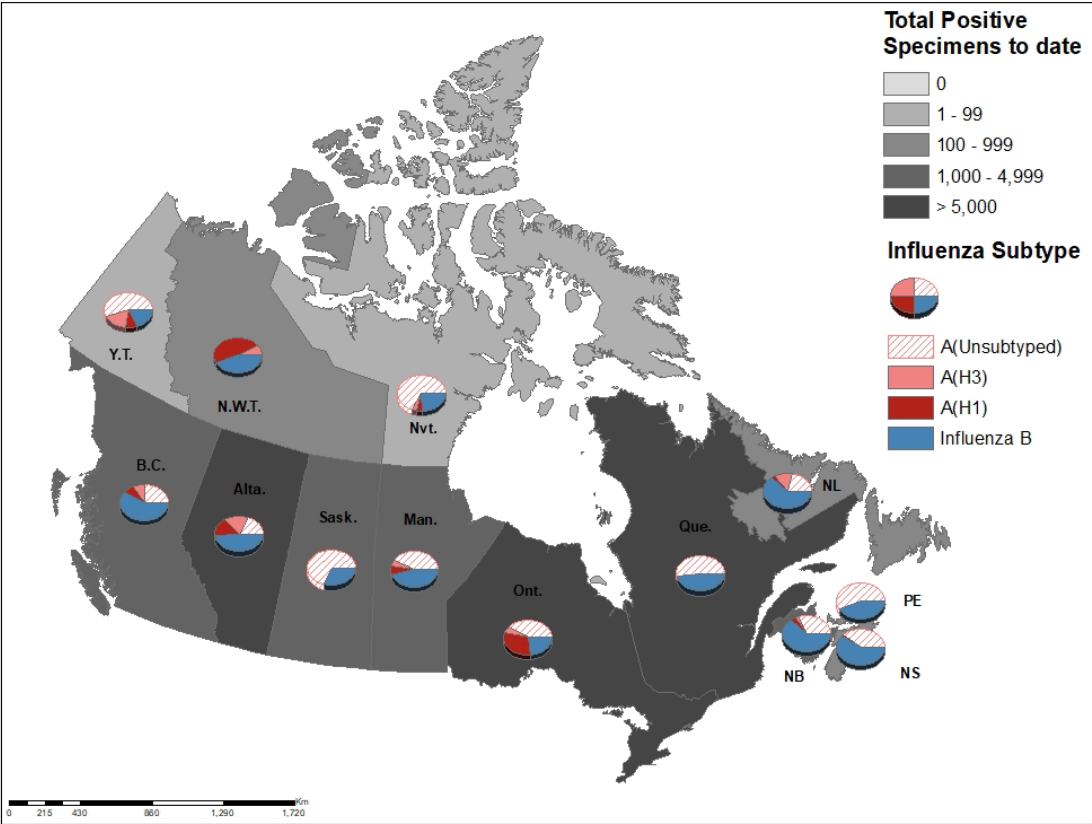 Total Positive
Specimens to date
0
1 - 99
100 - 999
1,000 - 4,999
> 5,000
Influenza Subtype
A(Unsubtyped)
A(H3)
A(H1)
Influenza B
Y.T.
N.W.T.
Nvt.
B.C.
Alta.
Sask.
Man.
Ont.
Que.
NL
PE
NB
NS
Km
0 215 430 860 1,290 1,720